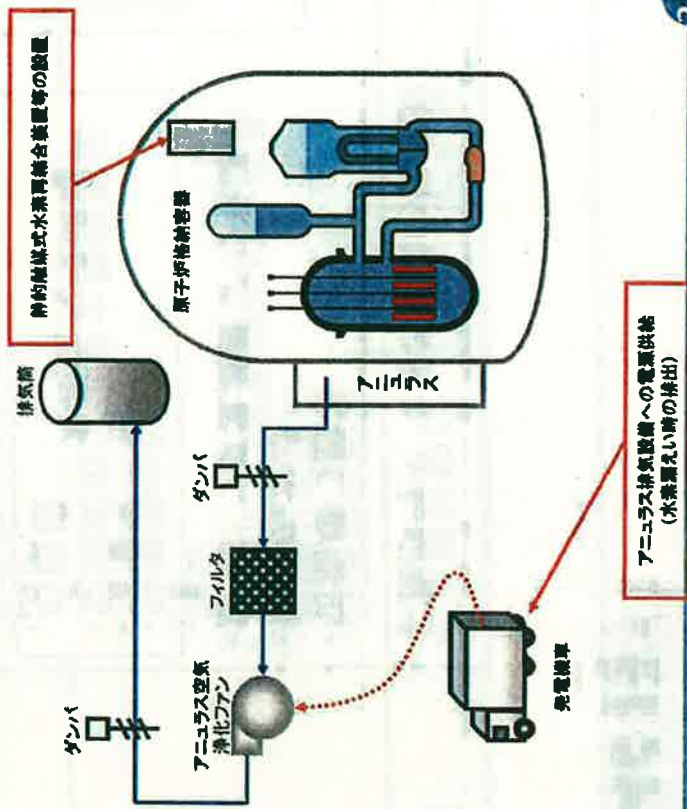 静的触媒式水素再結合装置等の設置
原子炉格納容器
排気筒
アニュラス
ダンパ
フィルタ
アニュラス空気
浄化ファン
ダンパ
発電機車
アニュラス排気設備への電源供給
(水素漏えい時の排出)